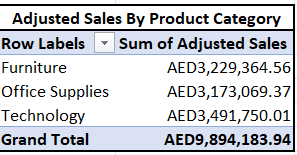 Adjusted Sales By Product Category
Row Labels Sum of Adjusted Sales
Furniture AED3,229,364.56
Office Supplies AED3,173,069.37
Technology AED3,491,750.01
Grand Total AED9,894,183.94